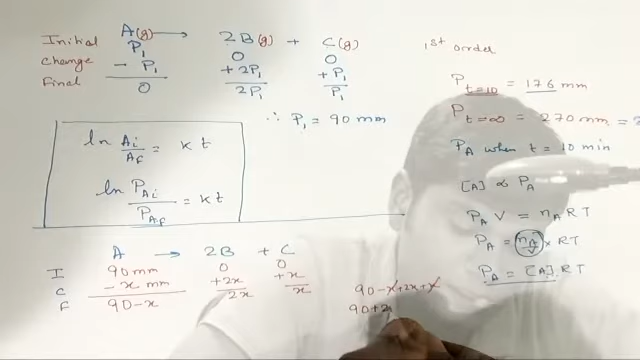 A(g) ⟶ 2B(g) + C(g)
Initial P₁ 0 0
Change − P₁ + 2P₁ + P₁
Final 0 2P₁ P₁
∴ P₁ = 90 mm
ln Ai/Af = Kt
ln PAi/PAf = Kt
A → 2B + C
I 90 mm 0 0
C − x mm +2x +x
F 90 − x 2x x
90 − x + 2x + x
90+2x
1st order
P t=10 = 176 mm
P t=∞ = 270 mm =
PA when t = 10 min
[A] ∝ PA
PA V = nA RT
PA = nA/V × RT
PA = [A] RT